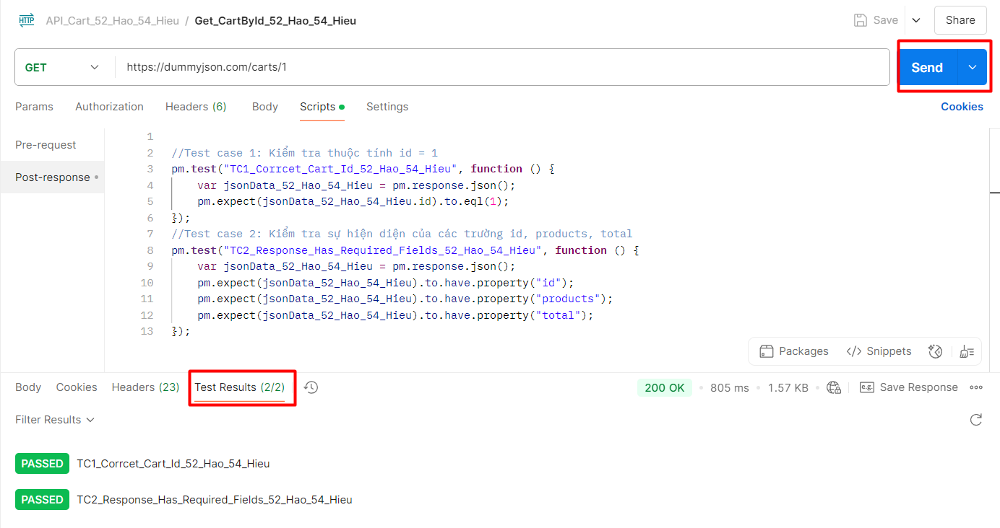 HTTP API_Cart_52_Hao_54_Hieu / Get_CartById_52_Hao_54_Hieu Save Share
GET https://dummyjson.com/carts/1 Send
Params Authorization Headers (6) Body Scripts Settings Cookies
Pre-request
Post-response
1
2 //Test case 1: Kiểm tra thuộc tính id = 1
3 pm.test("TC1_Corrcet_Cart_Id_52_Hao_54_Hieu", function () {
4 var jsonData_52_Hao_54_Hieu = pm.response.json();
5 pm.expect(jsonData_52_Hao_54_Hieu.id).to.eql(1);
6 });
7 //Test case 2: Kiểm tra sự hiện diện của các trường id, products, total
8 pm.test("TC2_Response_Has_Required_Fields_52_Hao_54_Hieu", function () {
9 var jsonData_52_Hao_54_Hieu = pm.response.json();
10 pm.expect(jsonData_52_Hao_54_Hieu).to.have.property("id");
11 pm.expect(jsonData_52_Hao_54_Hieu).to.have.property("products");
12 pm.expect(jsonData_52_Hao_54_Hieu).to.have.property("total");
13 });
Packages </> Snippets
Body Cookies Headers (23) Test Results (2/2) 200 OK • 805 ms • 1.57 KB • e.g. Save Response
Filter Results
PASSED TC1_Corrcet_Cart_Id_52_Hao_54_Hieu
PASSED TC2_Response_Has_Required_Fields_52_Hao_54_Hieu